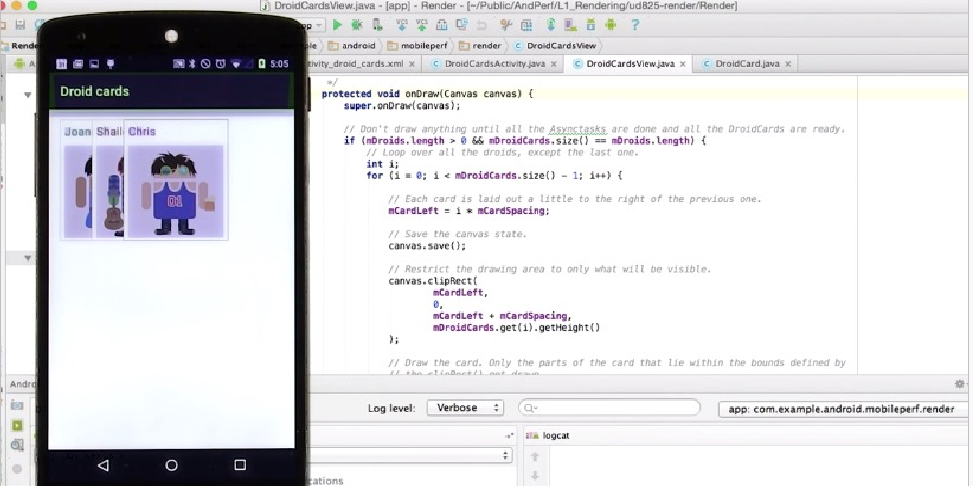 DroidCardsView.java - [app] - Render - [~/Public/AndPerf/L1_Rendering/ud825-render/Render]
android
mobileperf
render
DroidCardsView
tivity_droid_cards.xml
DroidCardsActivity.java
DroidCardsView.java
DroidCard.java
5:05
Droid cards
Joan
Shail
Chris
01
*/
protected void onDraw(Canvas canvas) {
super.onDraw(canvas);
// Don't draw anything until all the Asynctasks are done and all the DroidCards are ready.
if (mDroids.length > 0 && mDroidCards.size() == mDroids.length) {
// Loop over all the droids, except the last one.
int i;
for (i = 0; i < mDroidCards.size() - 1; i++) {
// Each card is laid out a little to the right of the previous one.
mCardLeft = i * mCardSpacing;
// Save the canvas state.
canvas.save();
// Restrict the drawing area to only what will be visible.
canvas.clipRect(
mCardLeft,
0,
mCardLeft + mCardSpacing,
mDroidCards.get(i).getHeight()
);
// Draw the card. Only the parts of the card that lie within the bounds defined by
Andro
Log level: Verbose
app: com.example.android.mobileperf.render
logcat
cations